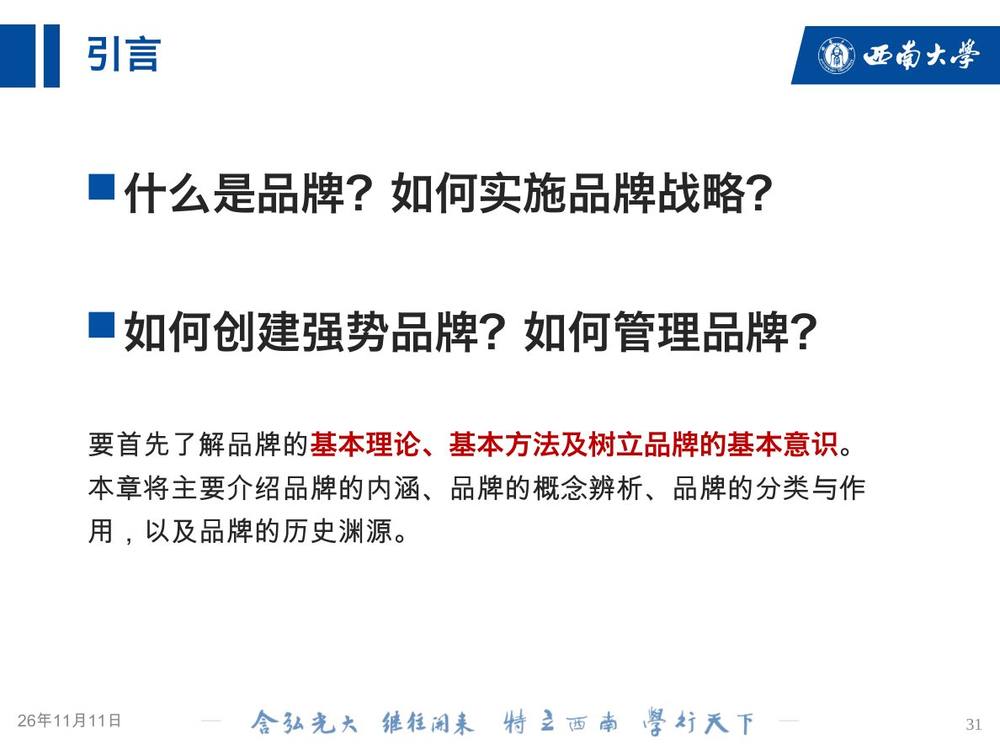 引言
西南大学
什么是品牌？如何实施品牌战略？
如何创建强势品牌？如何管理品牌？
要首先了解品牌的基本理论、基本方法及树立品牌的基本意识。
本章将主要介绍品牌的内涵、品牌的概念辨析、品牌的分类与作
用，以及品牌的历史渊源。
26年11月11日
含弘光大 继往开来 特立西南 学行天下
31